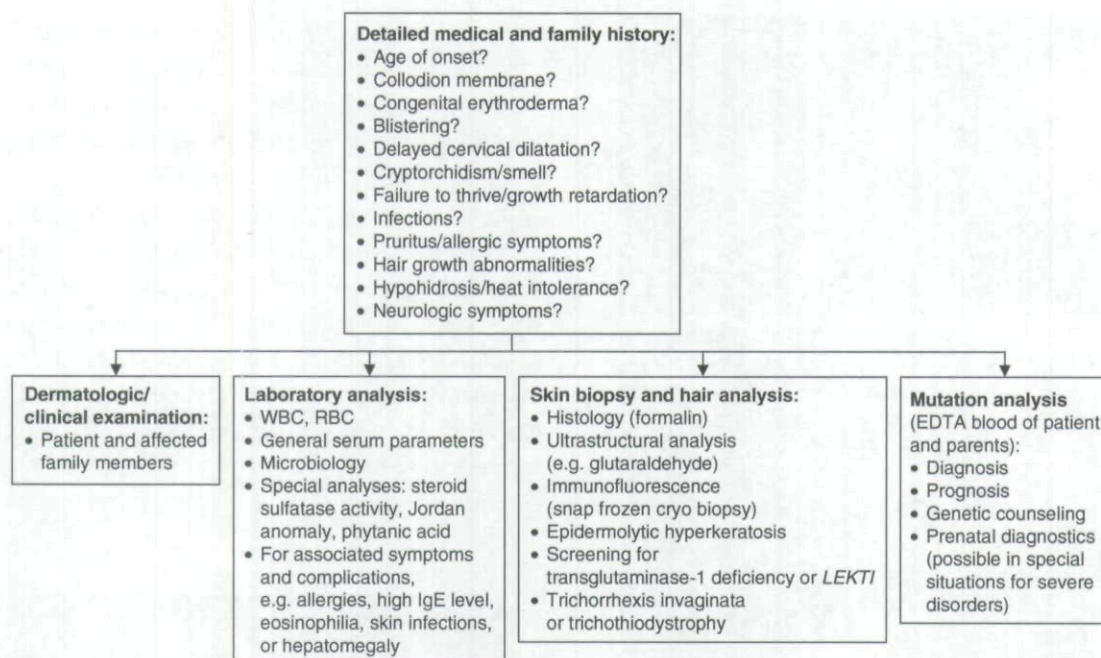 Detailed medical and family history:
• Age of onset?
• Collodion membrane?
• Congenital erythroderma?
• Blistering?
• Delayed cervical dilatation?
• Cryptorchidism/smell?
• Failure to thrive/growth retardation?
• Infections?
• Pruritus/allergic symptoms?
• Hair growth abnormalities?
• Hypohidrosis/heat intolerance?
• Neurologic symptoms?
Dermatologic/
clinical examination:
• Patient and affected
family members
Laboratory analysis:
• WBC, RBC
• General serum parameters
• Microbiology
• Special analyses: steroid
sulfatase activity, Jordan
anomaly, phytanic acid
• For associated symptoms
and complications,
e.g. allergies, high IgE level,
eosinophilia, skin infections,
or hepatomegaly
Skin biopsy and hair analysis:
• Histology (formalin)
• Ultrastructural analysis
(e.g. glutaraldehyde)
• Immunofluorescence
(snap frozen cryo biopsy)
• Epidermolytic hyperkeratosis
• Screening for
transglutaminase-1 deficiency or LEKTI
• Trichorrhexis invaginata
or trichothiodystrophy
Mutation analysis
(EDTA blood of patient
and parents):
• Diagnosis
• Prognosis
• Genetic counseling
• Prenatal diagnostics
(possible in special
situations for severe
disorders)